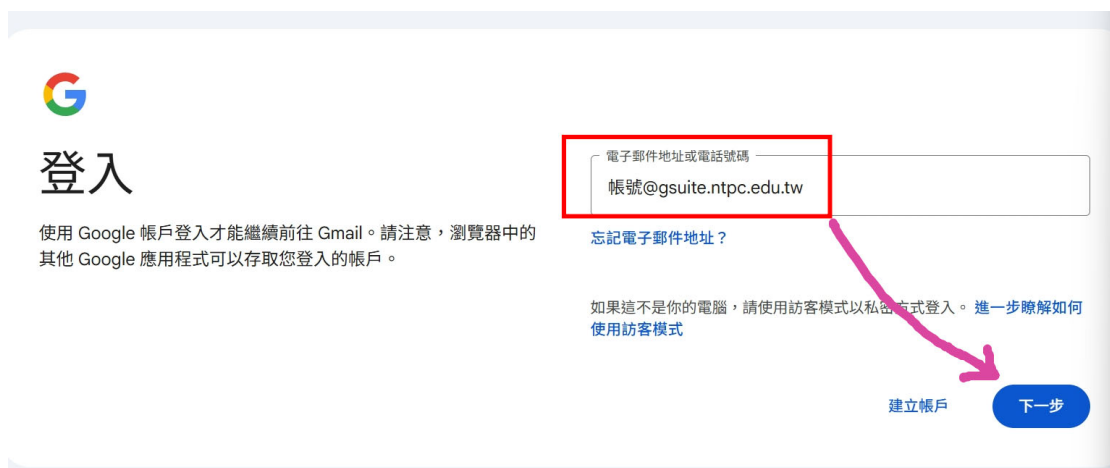 登入
使用 Google 帳戶登入才能繼續前往 Gmail。請注意，瀏覽器中的
其他 Google 應用程式可以存取您登入的帳戶。
電子郵件地址或電話號碼
帳號@gsuite.ntpc.edu.tw
忘記電子郵件地址？
如果這不是你的電腦，請使用訪客模式以私密方式登入。 進一步瞭解如何
使用訪客模式
建立帳戶
下一步